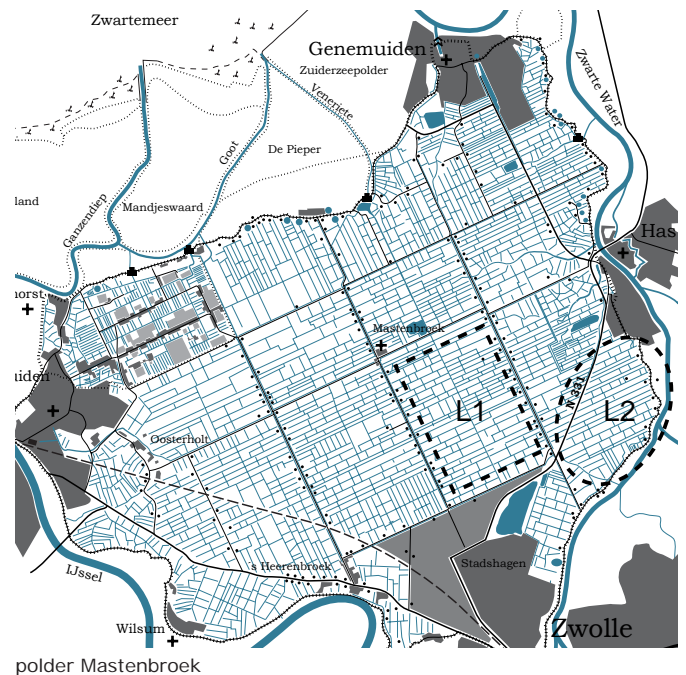 Zwartemeer
Genemuiden
Zuiderzeepolder
Zwarte Water
Veneriete
Goot
De Pieper
land
Mandjeswaard
Ganzendiep
Has
horst
Mastenbroek
uiden
N 331
L1
L2
Oosterholt
's Heerenbroek
Stadshagen
IJssel
Wilsum
Zwolle
polder Mastenbroek